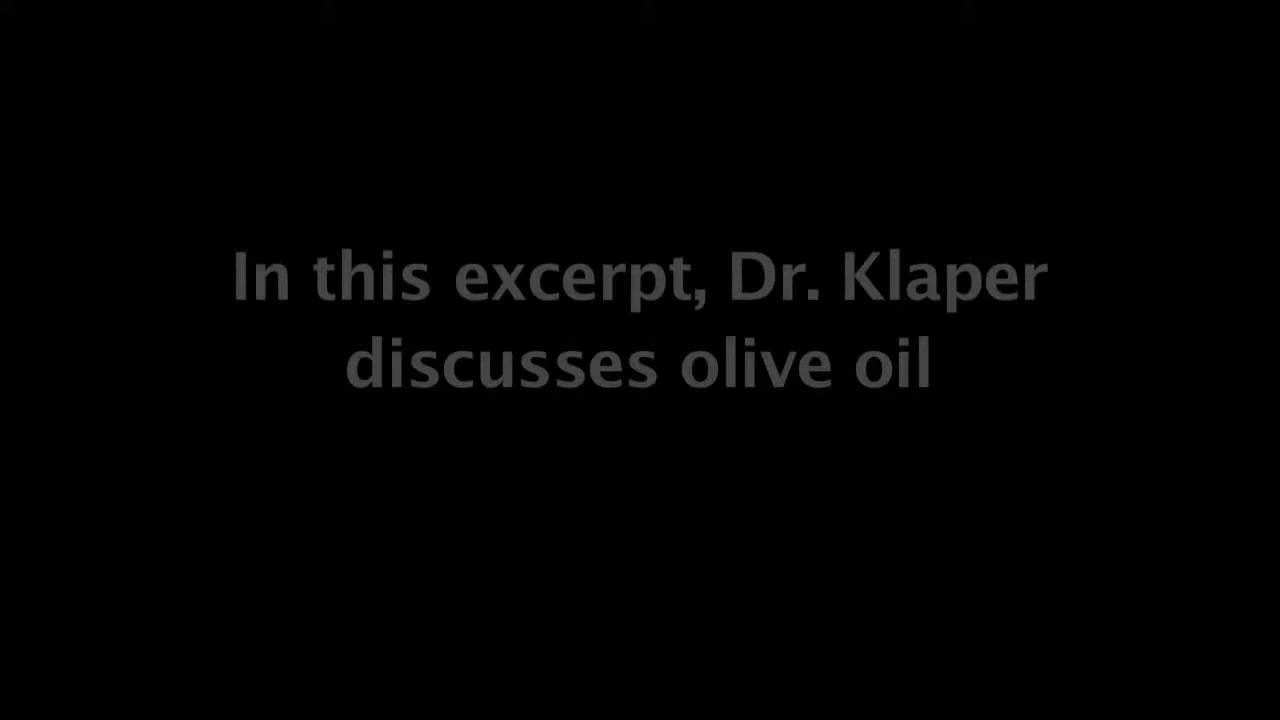 In this excerpt, Dr. Klaper
discusses olive oil